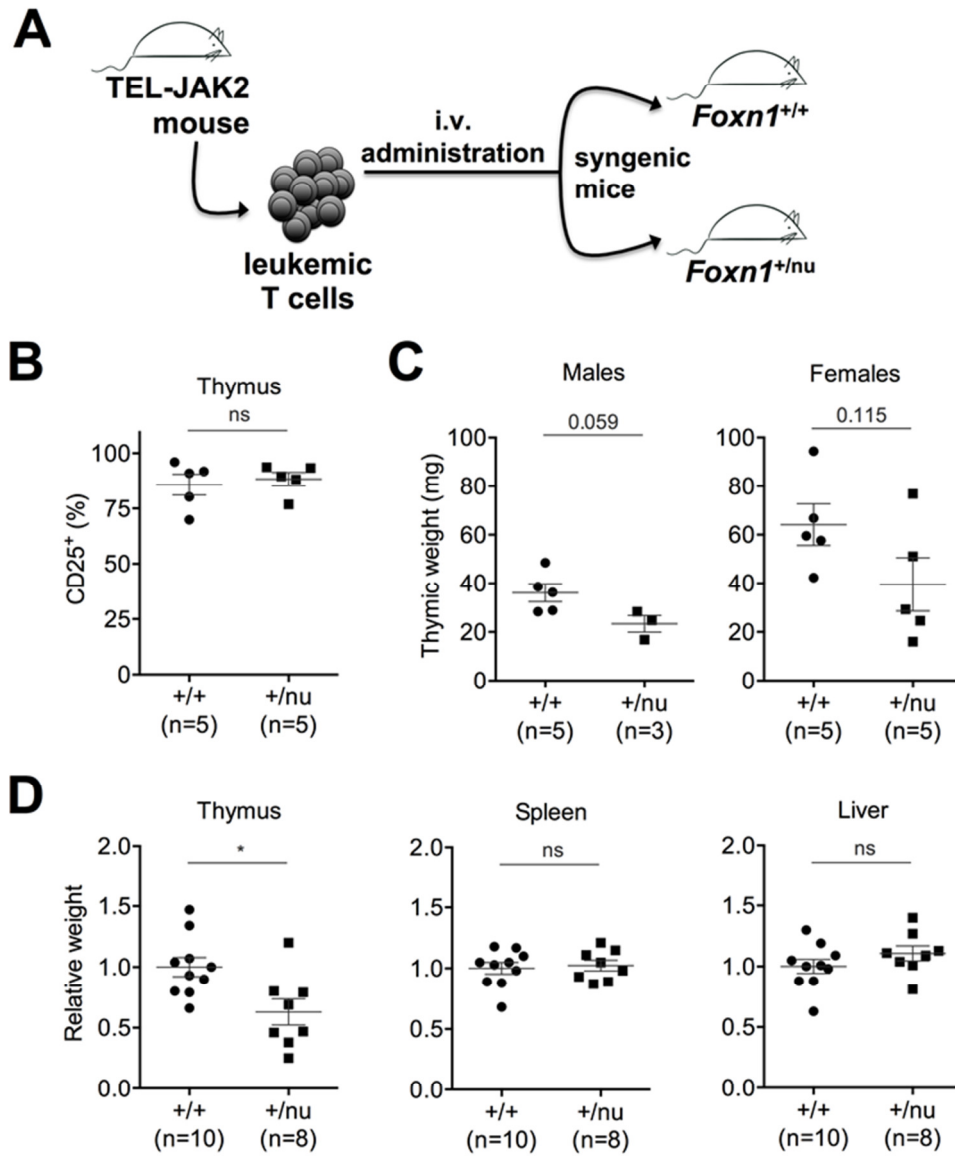 A
TEL-JAK2
mouse
leukemic
T cells
i.v.
administration
syngenic
mice
Foxn1+/+
Foxn1+/nu
B
Thymus
ns
CD25+ (%)
100
75
50
25
0
+/+
(n=5)
+/nu
(n=5)
C
Males
0.059
Thymic weight (mg)
100
80
60
40
20
0
+/+
(n=5)
+/nu
(n=3)
Females
0.115
100
80
60
40
20
0
+/+
(n=5)
+/nu
(n=5)
D
Thymus
*
Relative weight
2.0
1.5
1.0
0.5
0.0
+/+
(n=10)
+/nu
(n=8)
Spleen
ns
2.0
1.5
1.0
0.5
0.0
+/+
(n=10)
+/nu
(n=8)
Liver
ns
2.0
1.5
1.0
0.5
0.0
+/+
(n=10)
+/nu
(n=8)